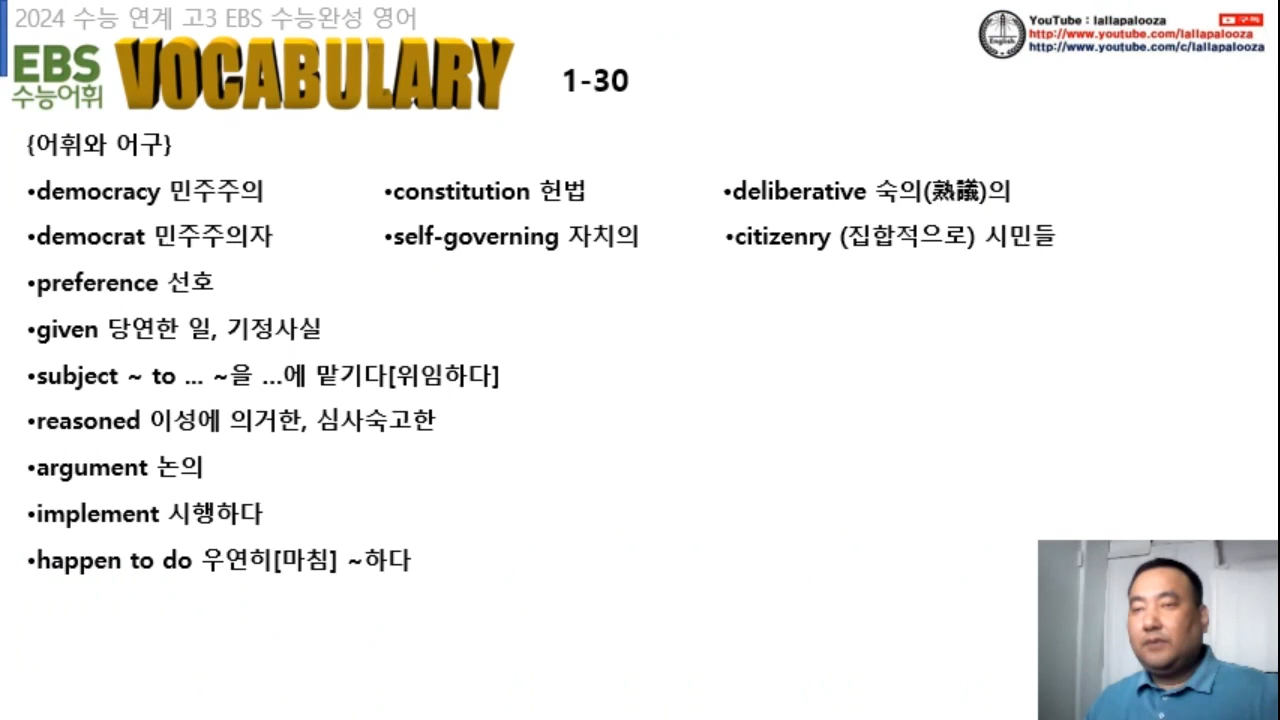 2024 수능 연계 고3 EBS 수능완성 영어
EBS
수능어휘
VOCABULARY
1-30
YouTube : lallapalooza
구독
http://www.youtube.com/lallapalooza
http://www.youtube.com/c/lallapalooza
English
{어휘와 어구}
•democracy 민주주의 •constitution 헌법 •deliberative 숙의(熟議)의
•democrat 민주주의자 •self-governing 자치의 •citizenry (집합적으로) 시민들
•preference 선호
•given 당연한 일, 기정사실
•subject ~ to ... ~을 ...에 맡기다[위임하다]
•reasoned 이성에 의거한, 심사숙고한
•argument 논의
•implement 시행하다
•happen to do 우연히[마침] ~하다